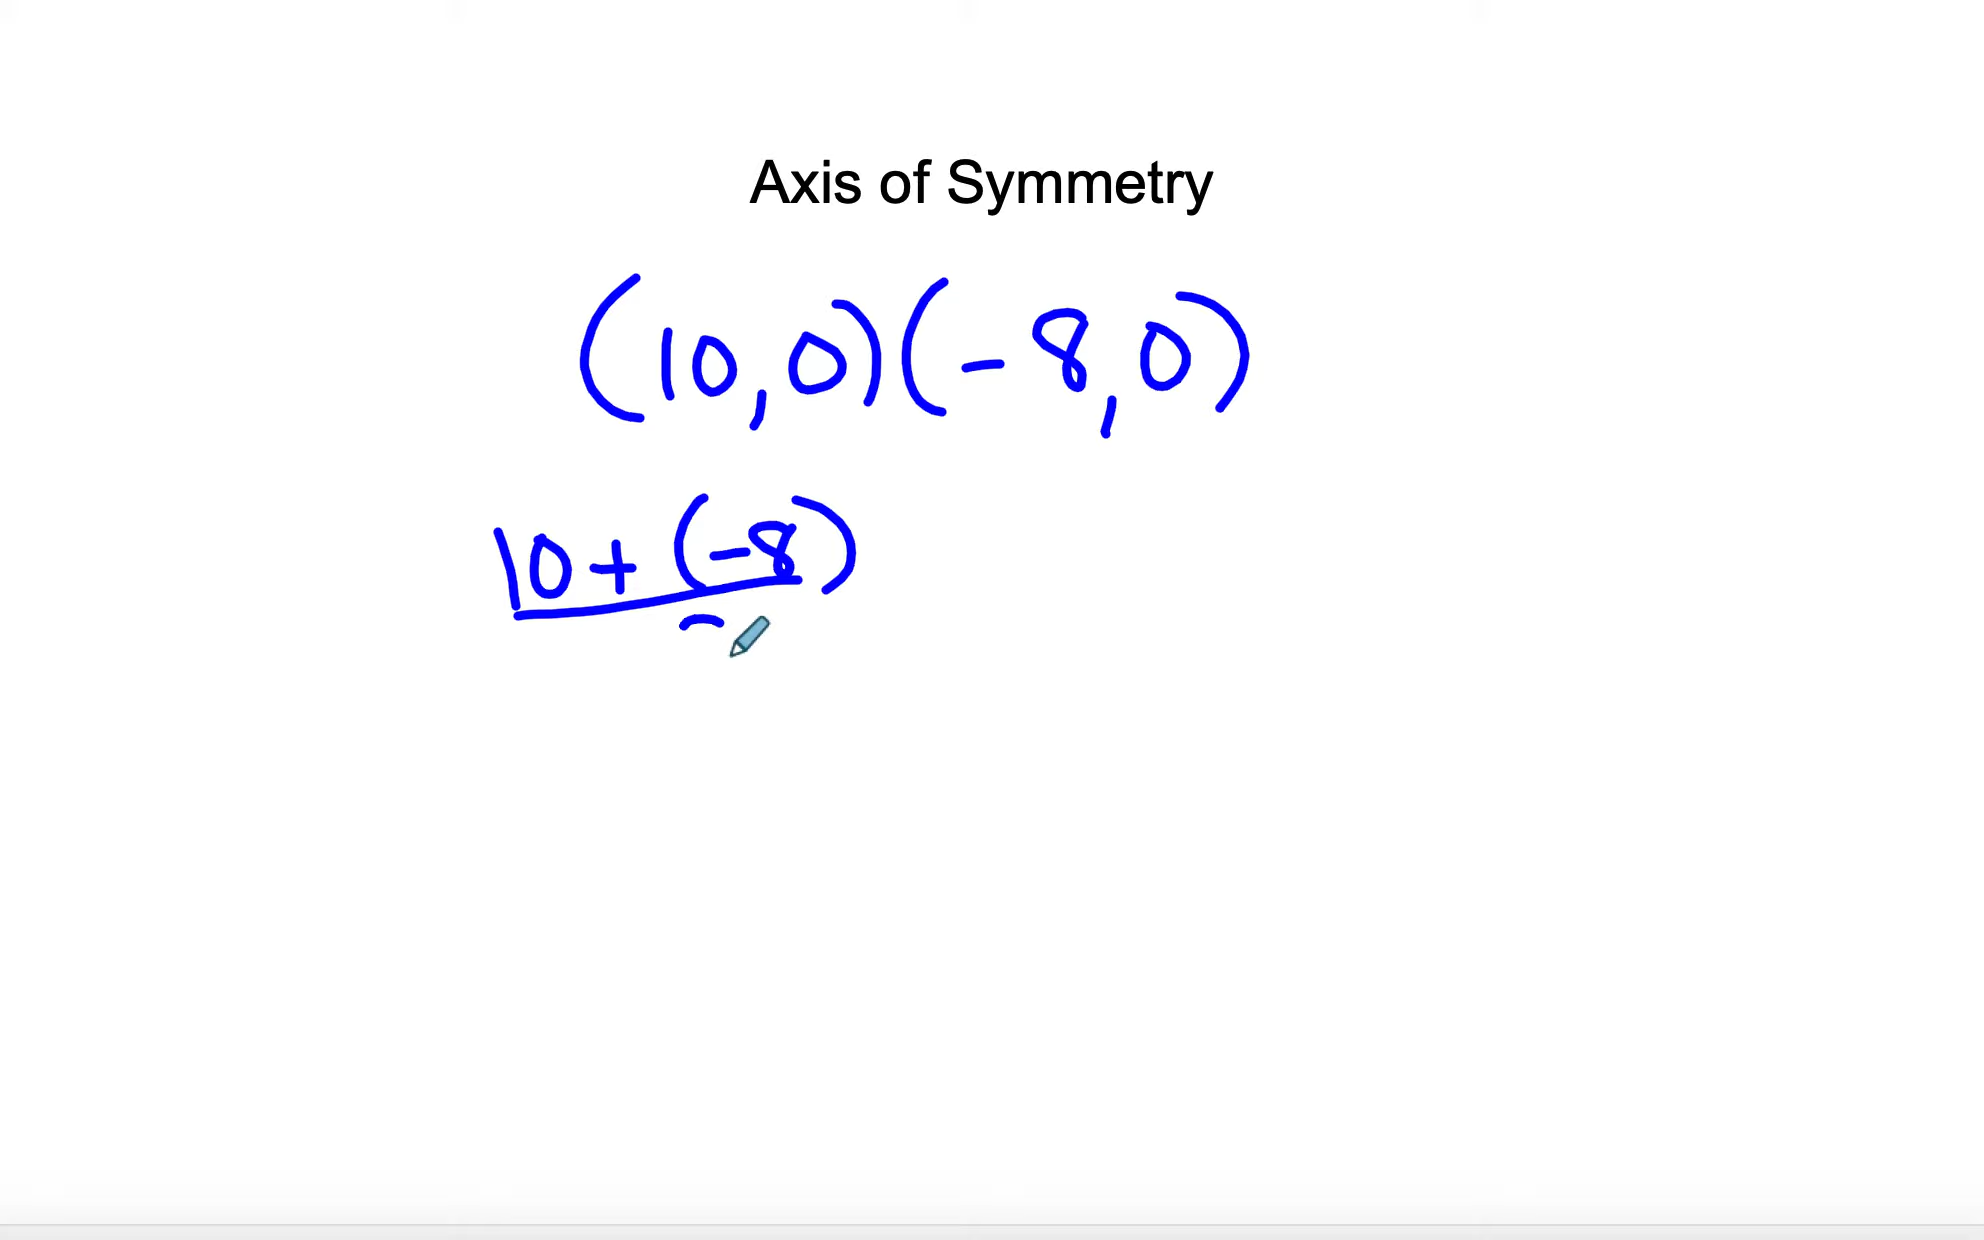 Axis of Symmetry
(10,0)(-8,0)
10+(-8)